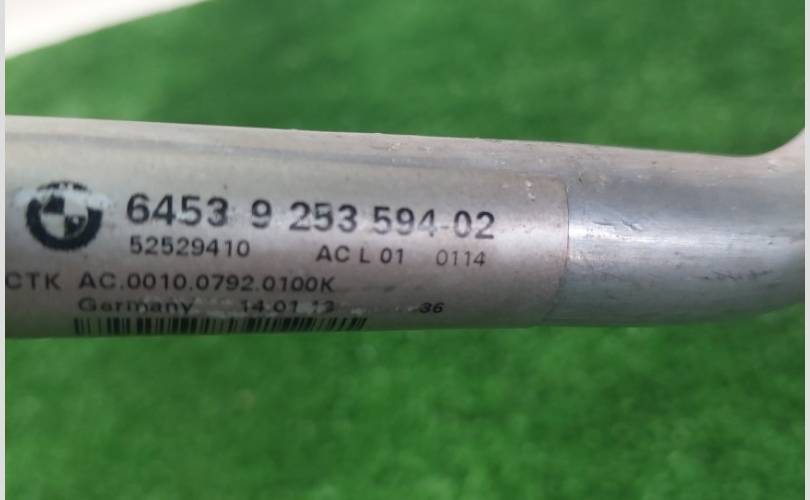 6453 9 253 594-02
52529410 AC L 01 0114
CTK AC.0010.0792.0100K
Germany 14.01.13 36